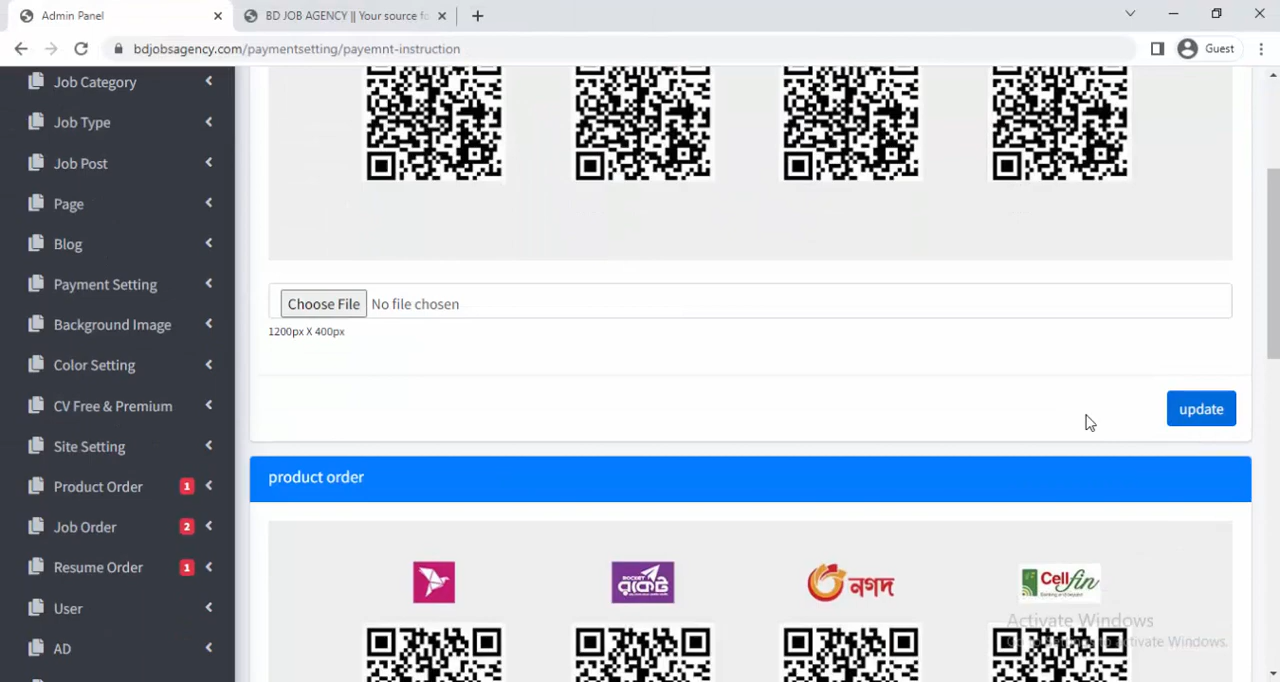 Admin Panel
BD JOB AGENCY || Your source fo
bdjobsagency.com/paymentsetting/payemnt-instruction
Guest
Job Category
Job Type
Job Post
Page
Blog
Payment Setting
Background Image
Color Setting
CV Free & Premium
Site Setting
Product Order 1
Job Order 2
Resume Order 1
User
AD
Choose File No file chosen
1200px X 400px
update
product order
রকেট
নগদ
Cellfin
Activate Windows